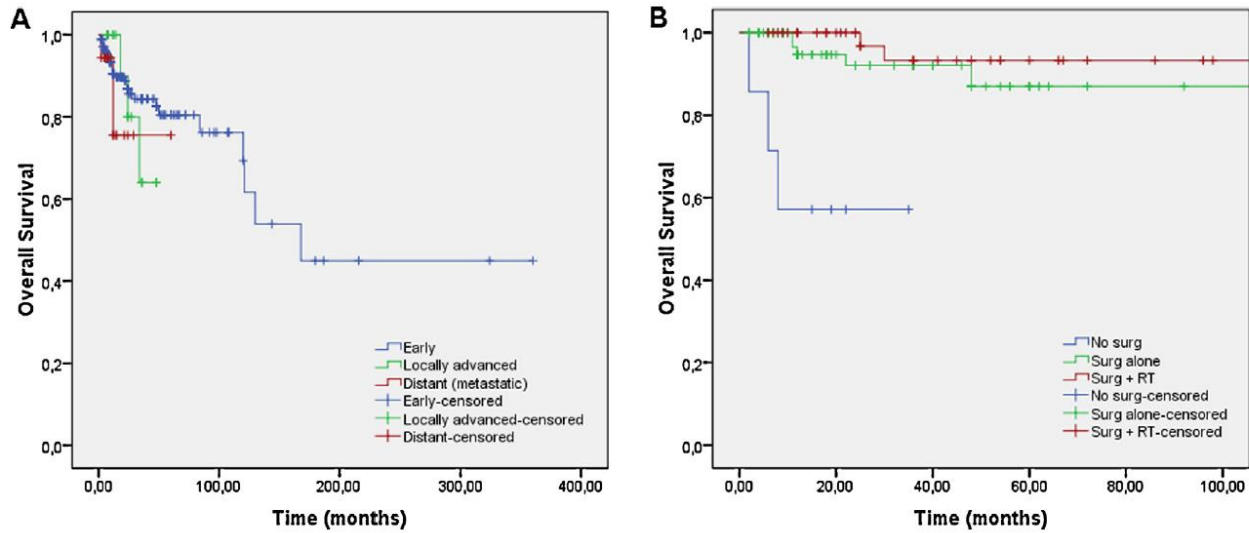 A
Overall Survival
1,0
0,8
0,6
0,4
0,2
0,0
Early
Locally advanced
Distant (metastatic)
Early-censored
Locally advanced-censored
Distant-censored
0,00 100,00 200,00 300,00 400,00
Time (months)
B
Overall Survival
1,0
0,8
0,6
0,4
0,2
0,0
No surg
Surg alone
Surg + RT
No surg-censored
Surg alone-censored
Surg + RT-censored
0,00 20,00 40,00 60,00 80,00 100,00
Time (months)